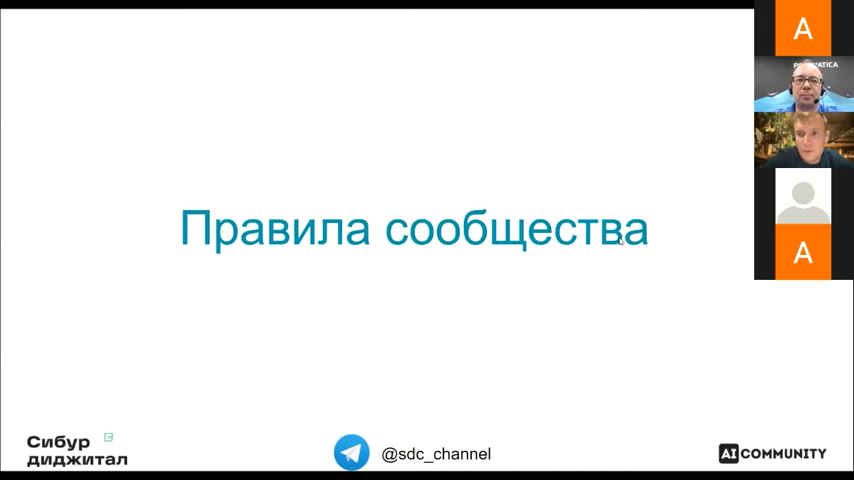 A
Правила сообщества
A
Сибур
диджитал
@sdc_channel
AI COMMUNITY